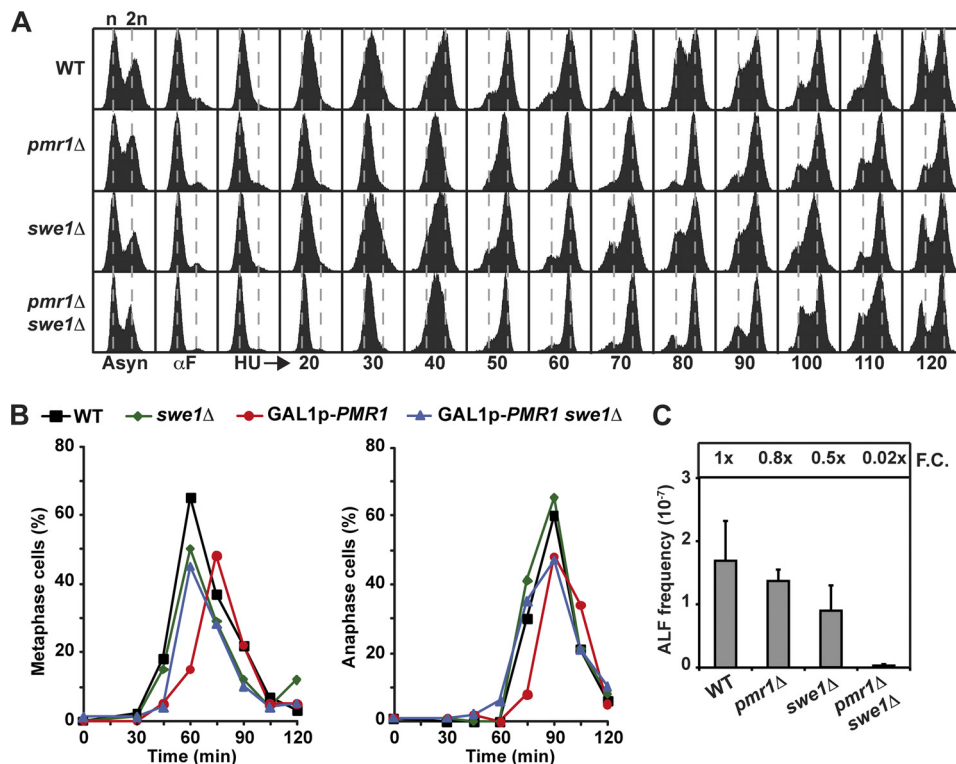 A
n 2n
WT
pmr1Δ
swe1Δ
pmr1Δ
swe1Δ
Asyn αF HU → 20 30 40 50 60 70 80 90 100 110 120
B
WT swe1Δ GAL1p-PMR1 GAL1p-PMR1 swe1Δ
Metaphase cells (%)
80
60
40
20
0
0 30 60 90 120
Time (min)
Anaphase cells (%)
80
60
40
20
0
0 30 60 90 120
Time (min)
C
1x 0.8x 0.5x 0.02x F.C.
ALF frequency (10⁻⁷)
3
2
1
0
WT pmr1Δ swe1Δ pmr1Δ
swe1Δ